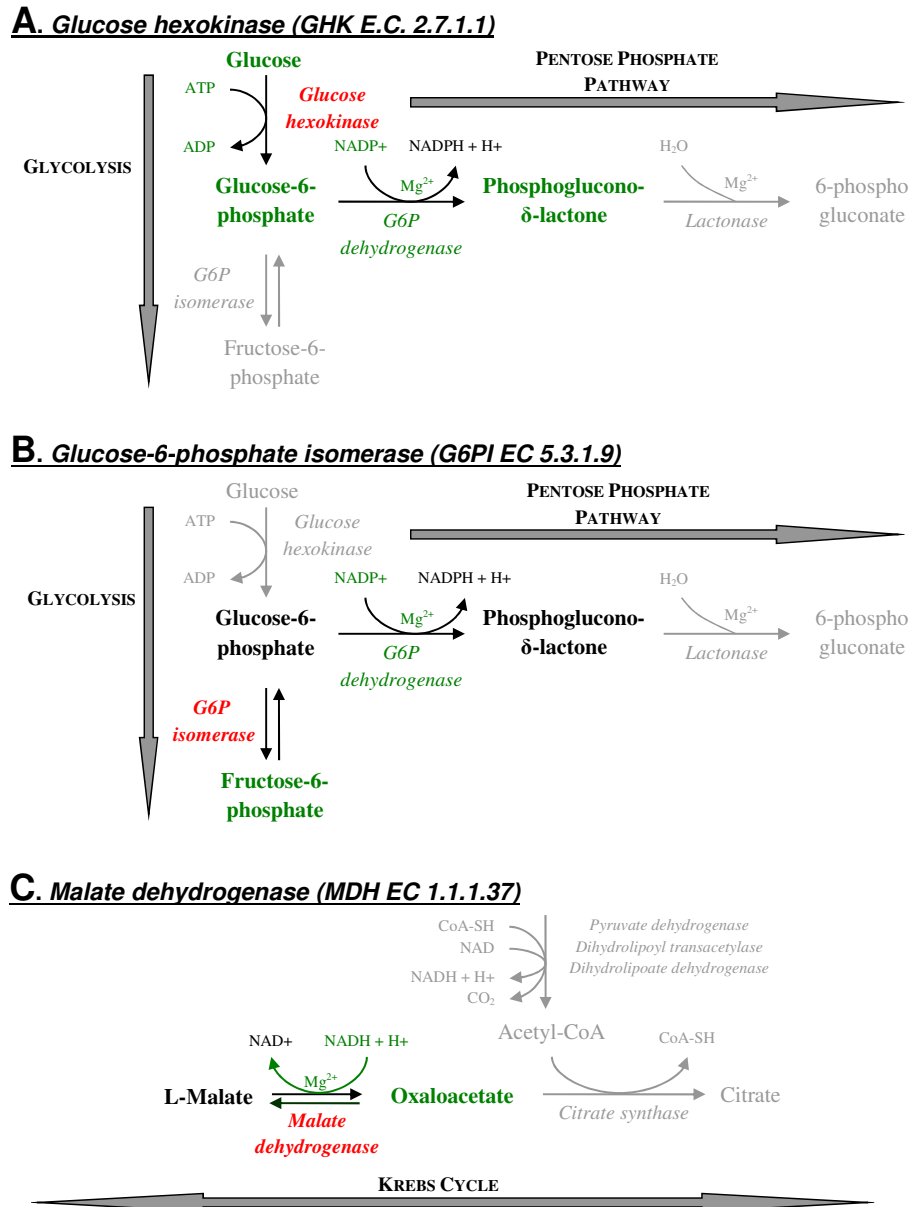 A. Glucose hexokinase (GHK E.C. 2.7.1.1)
Glucose
PENTOSE PHOSPHATE
PATHWAY
ATP
Glucose
hexokinase
ADP
GLYCOLYSIS
NADP+
NADPH + H+
H₂O
Glucose-6-
phosphate
Mg²⁺
G6P
dehydrogenase
Phosphoglucono-
δ-lactone
Mg²⁺
Lactonase
6-phospho
gluconate
G6P
isomerase
Fructose-6-
phosphate
B. Glucose-6-phosphate isomerase (G6PI EC 5.3.1.9)
Glucose
PENTOSE PHOSPHATE
PATHWAY
ATP
Glucose
hexokinase
ADP
GLYCOLYSIS
NADP+
NADPH + H+
H₂O
Glucose-6-
phosphate
Mg²⁺
G6P
dehydrogenase
Phosphoglucono-
δ-lactone
Mg²⁺
Lactonase
6-phospho
gluconate
G6P
isomerase
Fructose-6-
phosphate
C. Malate dehydrogenase (MDH EC 1.1.1.37)
CoA-SH
NAD
NADH + H+
CO₂
Pyruvate dehydrogenase
Dihydrolipoyl transacetylase
Dihydrolipoate dehydrogenase
Acetyl-CoA
CoA-SH
NAD+
NADH + H+
Mg²⁺
L-Malate
Oxaloacetate
Citrate
Malate
dehydrogenase
Citrate synthase
KREBS CYCLE